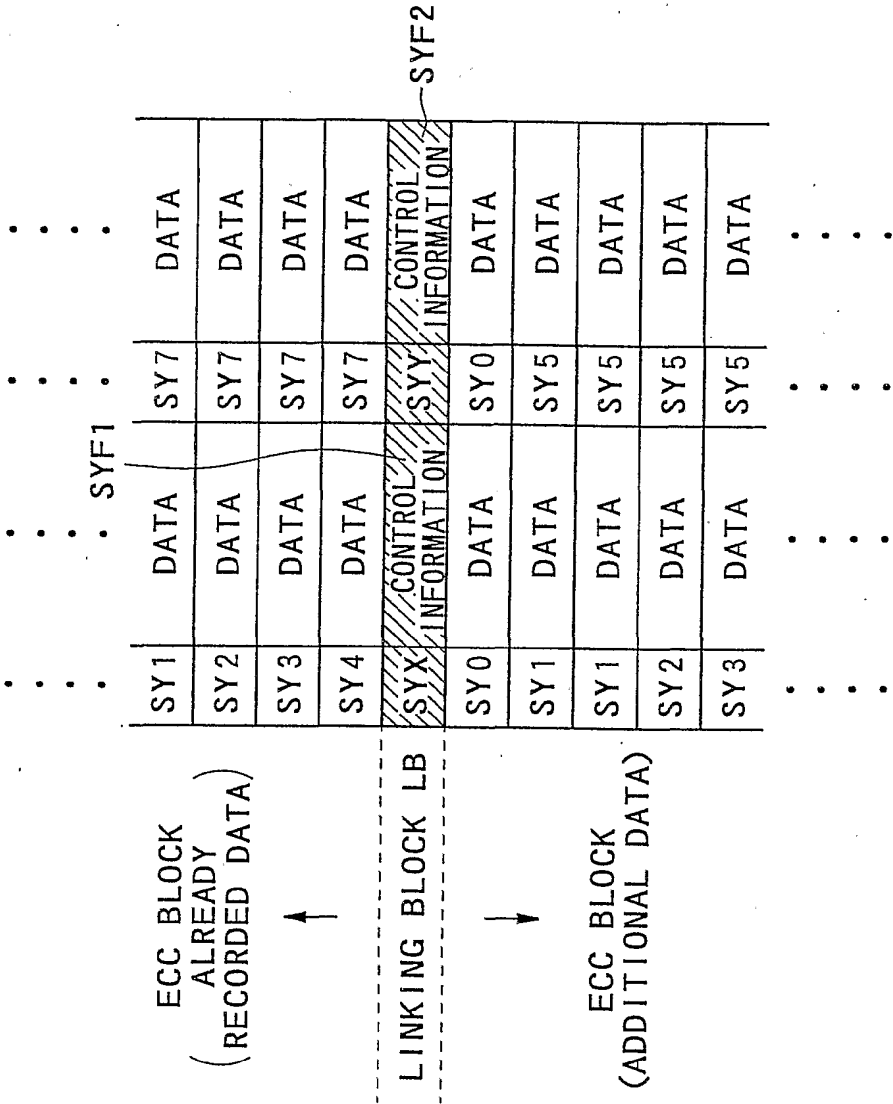 SYF1
ECC BLOCK
ALREADY
(RECORDED DATA)
SY1 DATA SY7 DATA
SY2 DATA SY7 DATA
SY3 DATA SY7 DATA
SY4 DATA SY7 DATA
LINKING BLOCK LB
SYX CONTROL INFORMATION SYY CONTROL INFORMATION
SYF2
SY0 DATA SY0 DATA
SY1 DATA SY5 DATA
SY1 DATA SY5 DATA
SY2 DATA SY5 DATA
SY3 DATA SY5 DATA
ECC BLOCK
(ADDITIONAL DATA)